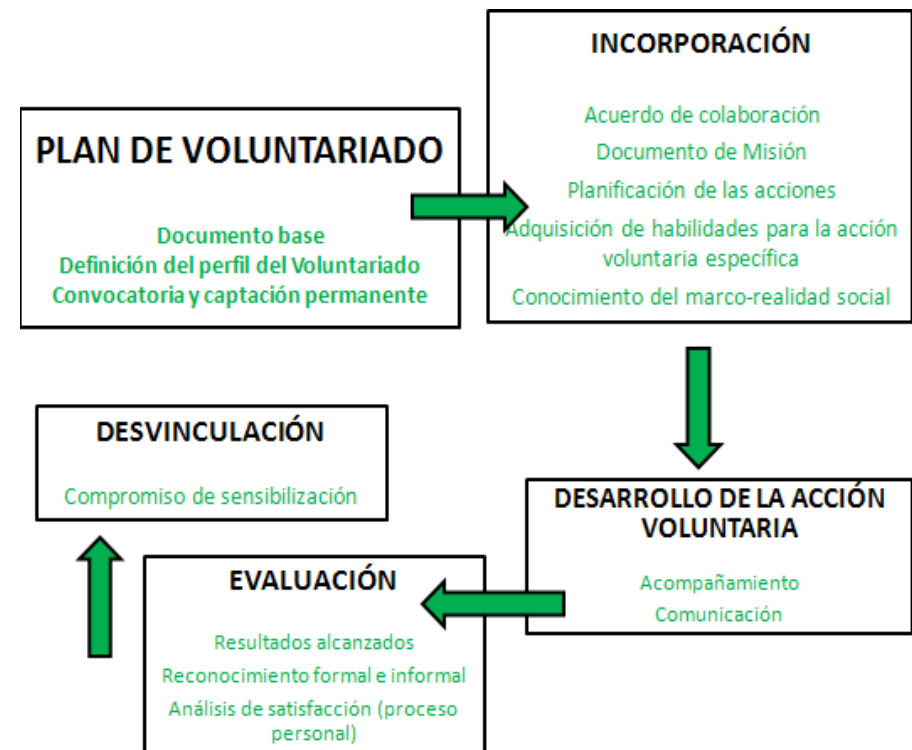 PLAN DE VOLUNTARIADO
Documento base
Definición del perfil del Voluntariado
Convocatoria y captación permanente
INCORPORACIÓN
Acuerdo de colaboración
Documento de Misión
Planificación de las acciones
Adquisición de habilidades para la acción
voluntaria específica
Conocimiento del marco-realidad social
DESARROLLO DE LA ACCIÓN
VOLUNTARIA
Acompañamiento
Comunicación
EVALUACIÓN
Resultados alcanzados
Reconocimiento formal e informal
Análisis de satisfacción (proceso
personal)
DESVINCULACIÓN
Compromiso de sensibilización